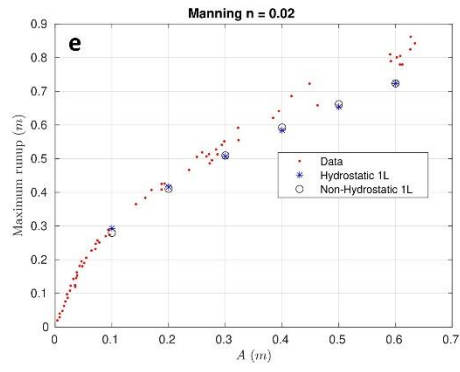 Manning n = 0.02
e
Maximum runup (m)
0.9
0.8
0.7
0.6
0.5
0.4
0.3
0.2
0.1
0
Data
Hydrostatic 1L
Non-Hydrostatic 1L
0 0.1 0.2 0.3 0.4 0.5 0.6 0.7
A (m)